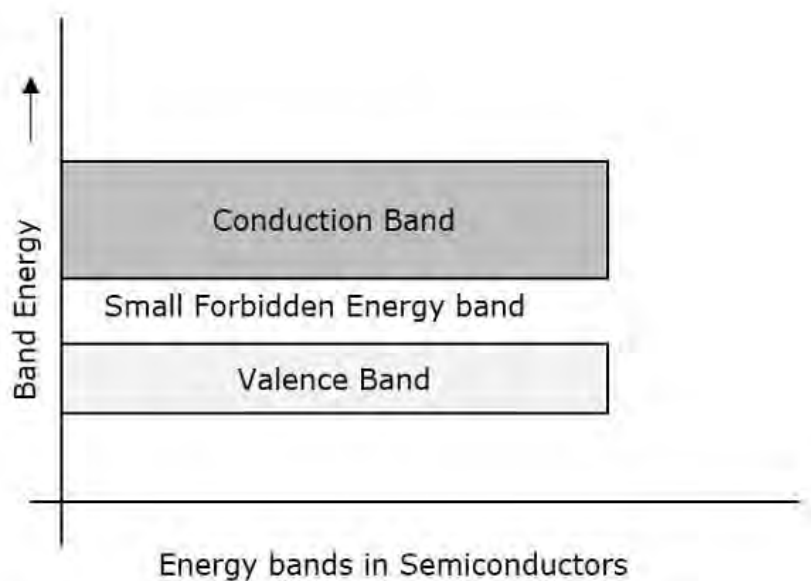 Conduction Band
Small Forbidden Energy band
Valence Band
Band Energy
Energy bands in Semiconductors